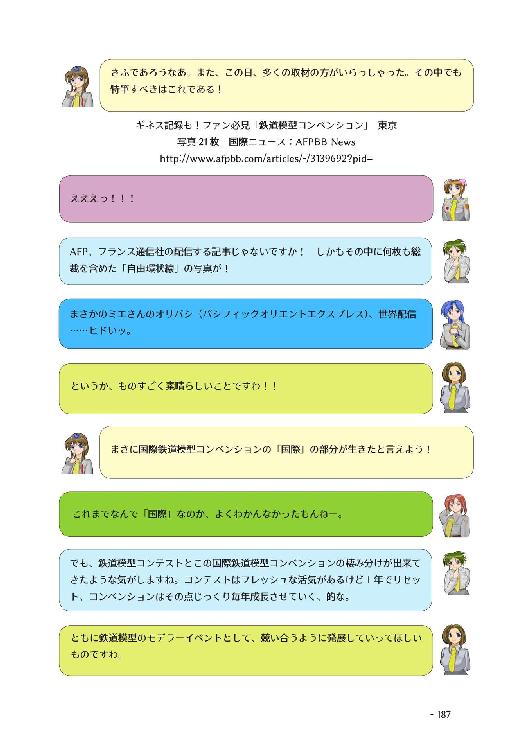 さふであろうなあ。また、この日、多くの取材の方がいらっしゃった。その中でも
特筆すべきはこれである！
ギネス記録も！ファン必見「鉄道模型コンベンション」　東京
写真 21 枚　国際ニュース：AFPBB News
http://www.afpbb.com/articles/-/3139692?pid=
えええっ！！！
AFP、フランス通信社の配信する記事じゃないですか！　しかもその中に何枚も総
裁を含めた「自由環状線」の写真が！
まさかのミエさんのオリパシ（パシフィックオリエントエクスプレス）、世界配信
……ヒドいッ。
というか、ものすごく素晴らしいことですわ！！
まさに国際鉄道模型コンベンションの「国際」の部分が生きたと言えよう！
これまでなんで「国際」なのか、よくわかんなかったもんねー。
でも、鉄道模型コンテストとこの国際鉄道模型コンベンションの棲み分けが出来て
きたような気がしますね。コンテストはフレッシュな活気があるけど 1 年でリセッ
ト、コンベンションはその点じっくり毎年成長させていく、的な。
ともに鉄道模型のモデラーイベントとして、競い合うように発展していってほしい
ものですわ。
- 187